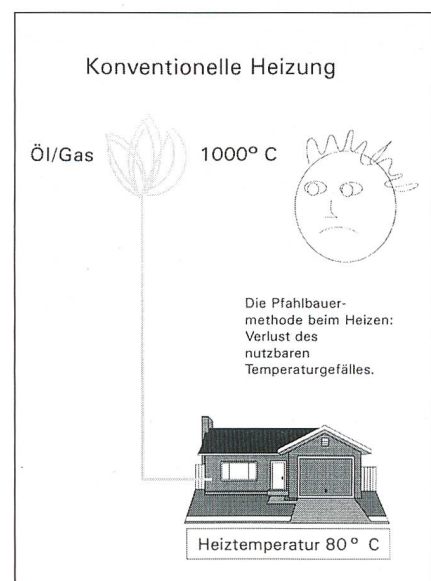 Konventionelle Heizung
Öl/Gas
1000° C
Die Pfahlbauer-
methode beim Heizen:
Verlust des
nutzbaren
Temperaturgefälles.
Heiztemperatur 80° C